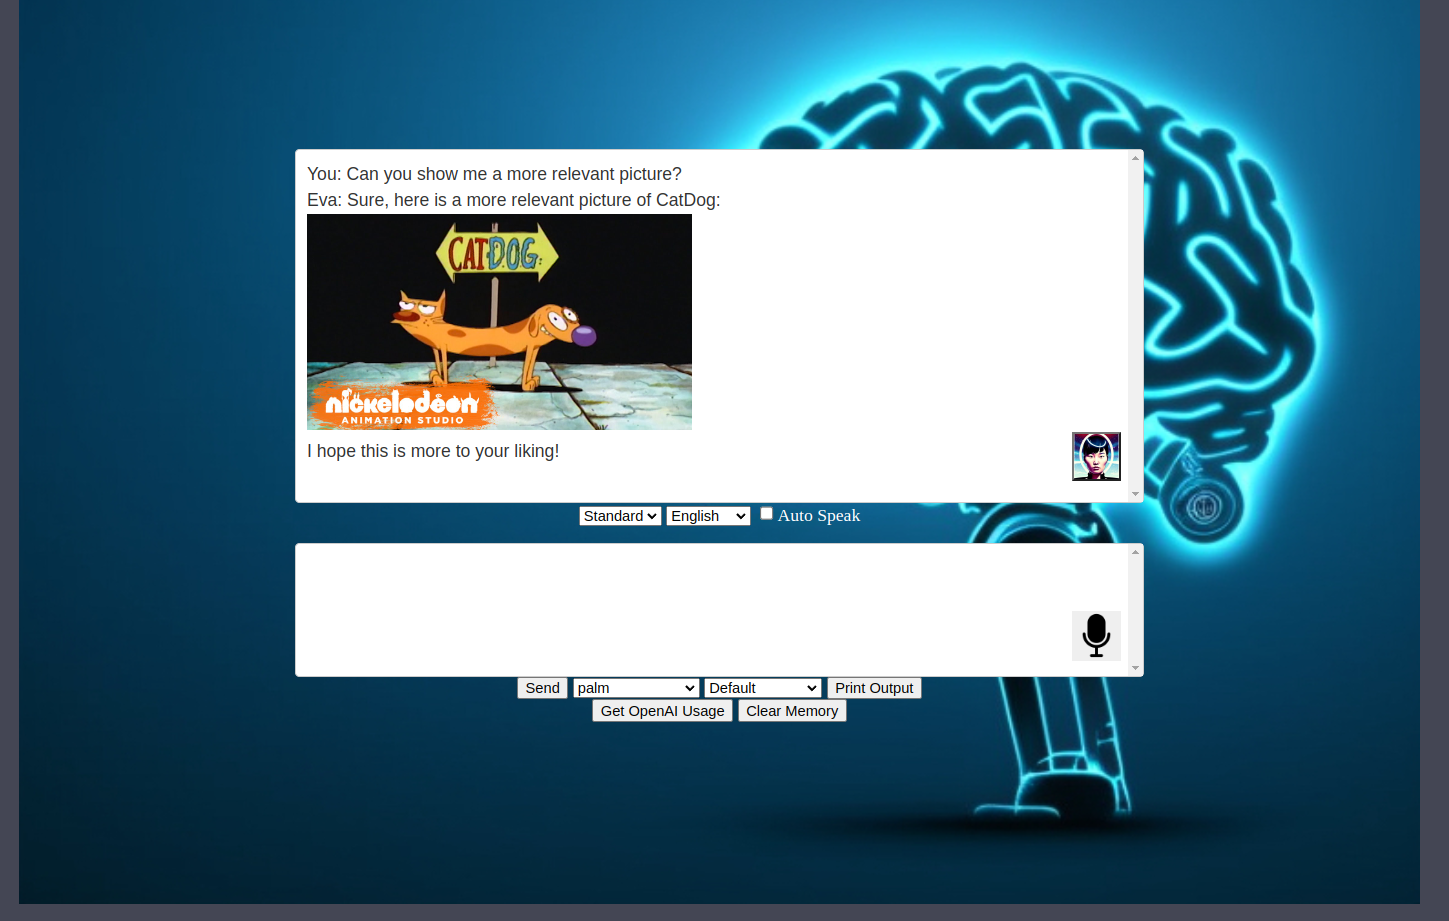 You: Can you show me a more relevant picture?
Eva: Sure, here is a more relevant picture of CatDog:
CATDOG
nickelodeon
ANIMATION STUDIO
I hope this is more to your liking!
Standard English Auto Speak
Send palm Default Print Output
Get OpenAI Usage Clear Memory